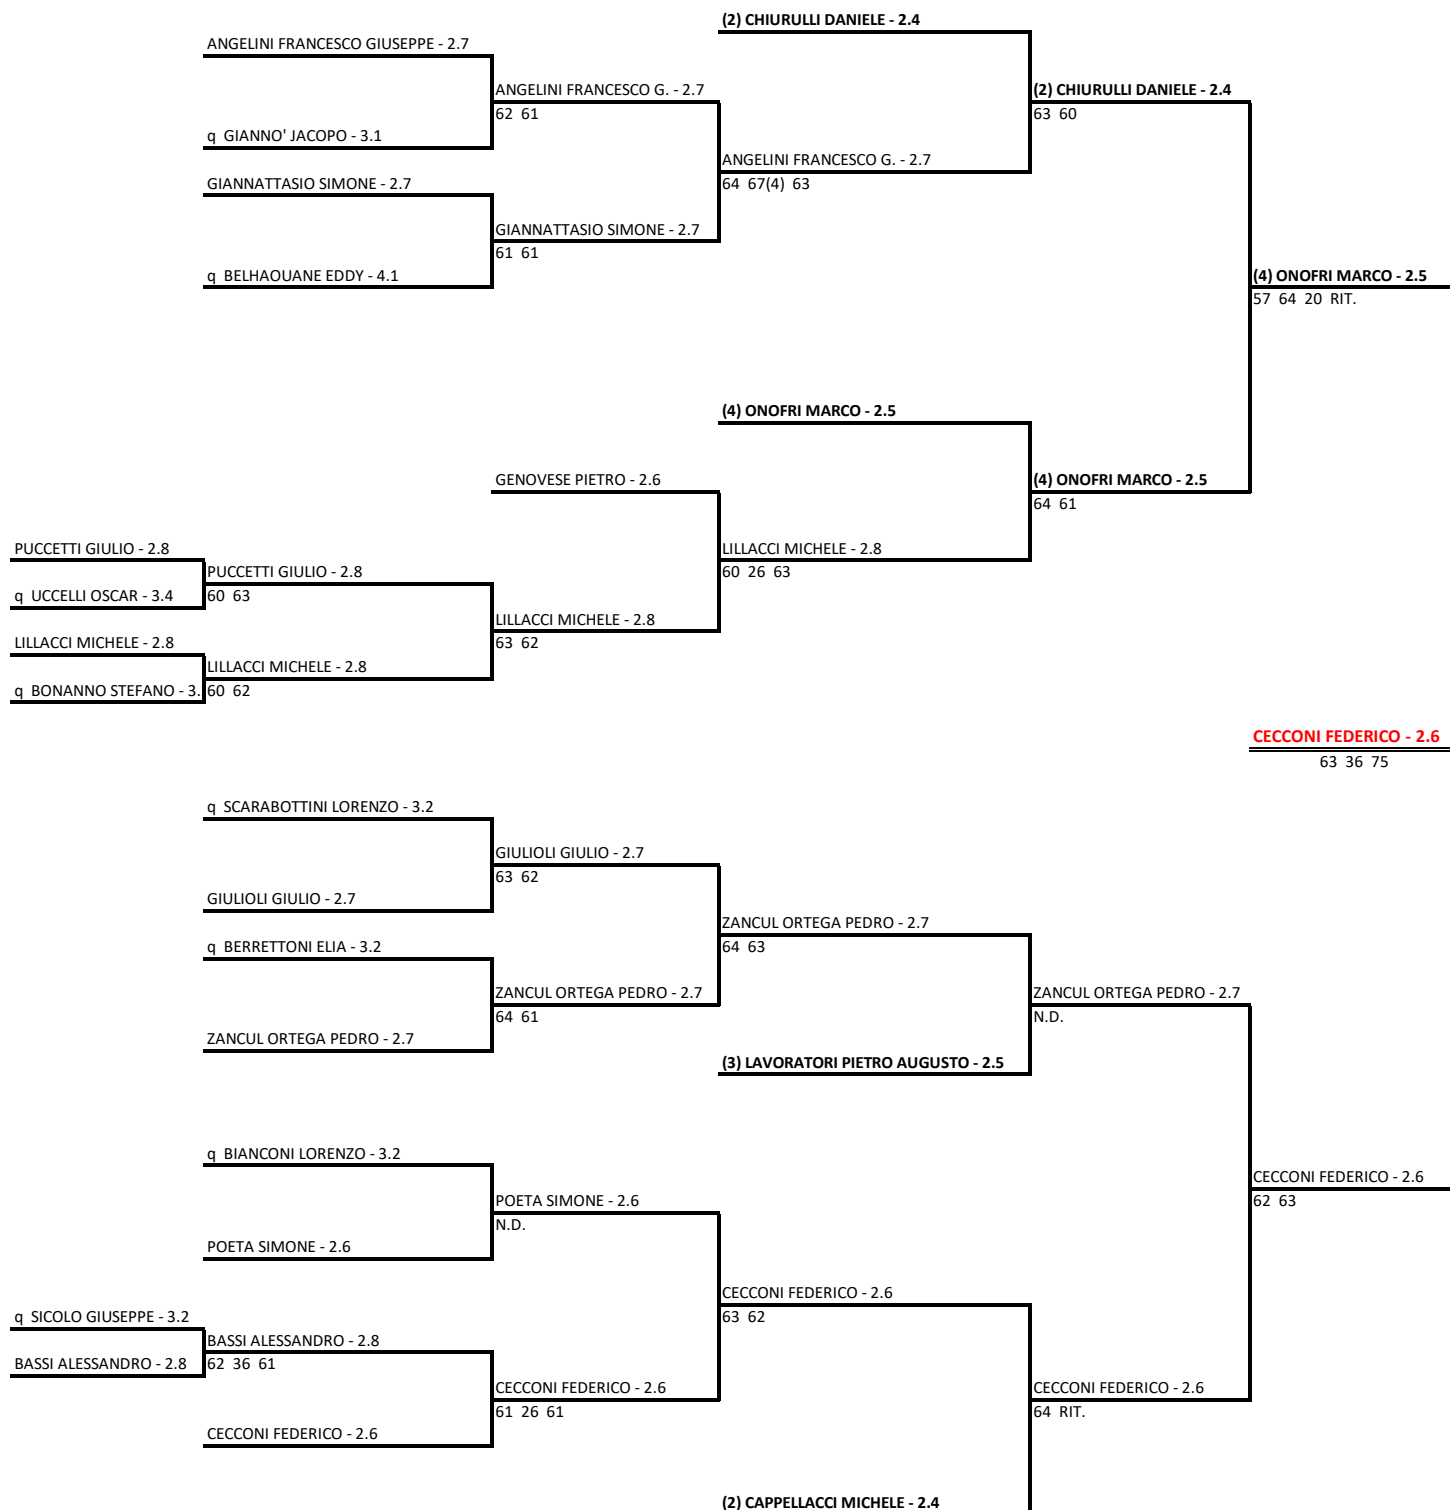 (2) CHIURULLI DANIELE - 2.4
ANGELINI FRANCESCO GIUSEPPE - 2.7
ANGELINI FRANCESCO G. - 2.7
(2) CHIURULLI DANIELE - 2.4
62 61
63 60
q GIANNO' JACOPO - 3.1
ANGELINI FRANCESCO G. - 2.7
64 67(4) 63
GIANNATTASIO SIMONE - 2.7
GIANNATTASIO SIMONE - 2.7
61 61
q BELHAOUANE EDDY - 4.1
(4) ONOFRI MARCO - 2.5
57 64 20 RIT.
(4) ONOFRI MARCO - 2.5
GENOVESE PIETRO - 2.6
(4) ONOFRI MARCO - 2.5
64 61
PUCCETTI GIULIO - 2.8
LILLACCI MICHELE - 2.8
60 26 63
PUCCETTI GIULIO - 2.8
q UCCELLI OSCAR - 3.4
60 63
LILLACCI MICHELE - 2.8
63 62
LILLACCI MICHELE - 2.8
LILLACCI MICHELE - 2.8
q BONANNO STEFANO - 3.
60 62
CECCONI FEDERICO - 2.6
63 36 75
q SCARABOTTINI LORENZO - 3.2
GIULIOLI GIULIO - 2.7
63 62
GIULIOLI GIULIO - 2.7
ZANCUL ORTEGA PEDRO - 2.7
64 63
q BERRETTONI ELIA - 3.2
ZANCUL ORTEGA PEDRO - 2.7
ZANCUL ORTEGA PEDRO - 2.7
64 61
N.D.
ZANCUL ORTEGA PEDRO - 2.7
(3) LAVORATORI PIETRO AUGUSTO - 2.5
q BIANCONI LORENZO - 3.2
CECCONI FEDERICO - 2.6
62 63
POETA SIMONE - 2.6
N.D.
POETA SIMONE - 2.6
CECCONI FEDERICO - 2.6
63 62
q SICOLO GIUSEPPE - 3.2
BASSI ALESSANDRO - 2.8
BASSI ALESSANDRO - 2.8
62 36 61
CECCONI FEDERICO - 2.6
CECCONI FEDERICO - 2.6
61 26 61
64 RIT.
CECCONI FEDERICO - 2.6
(2) CAPPELLACCI MICHELE - 2.4